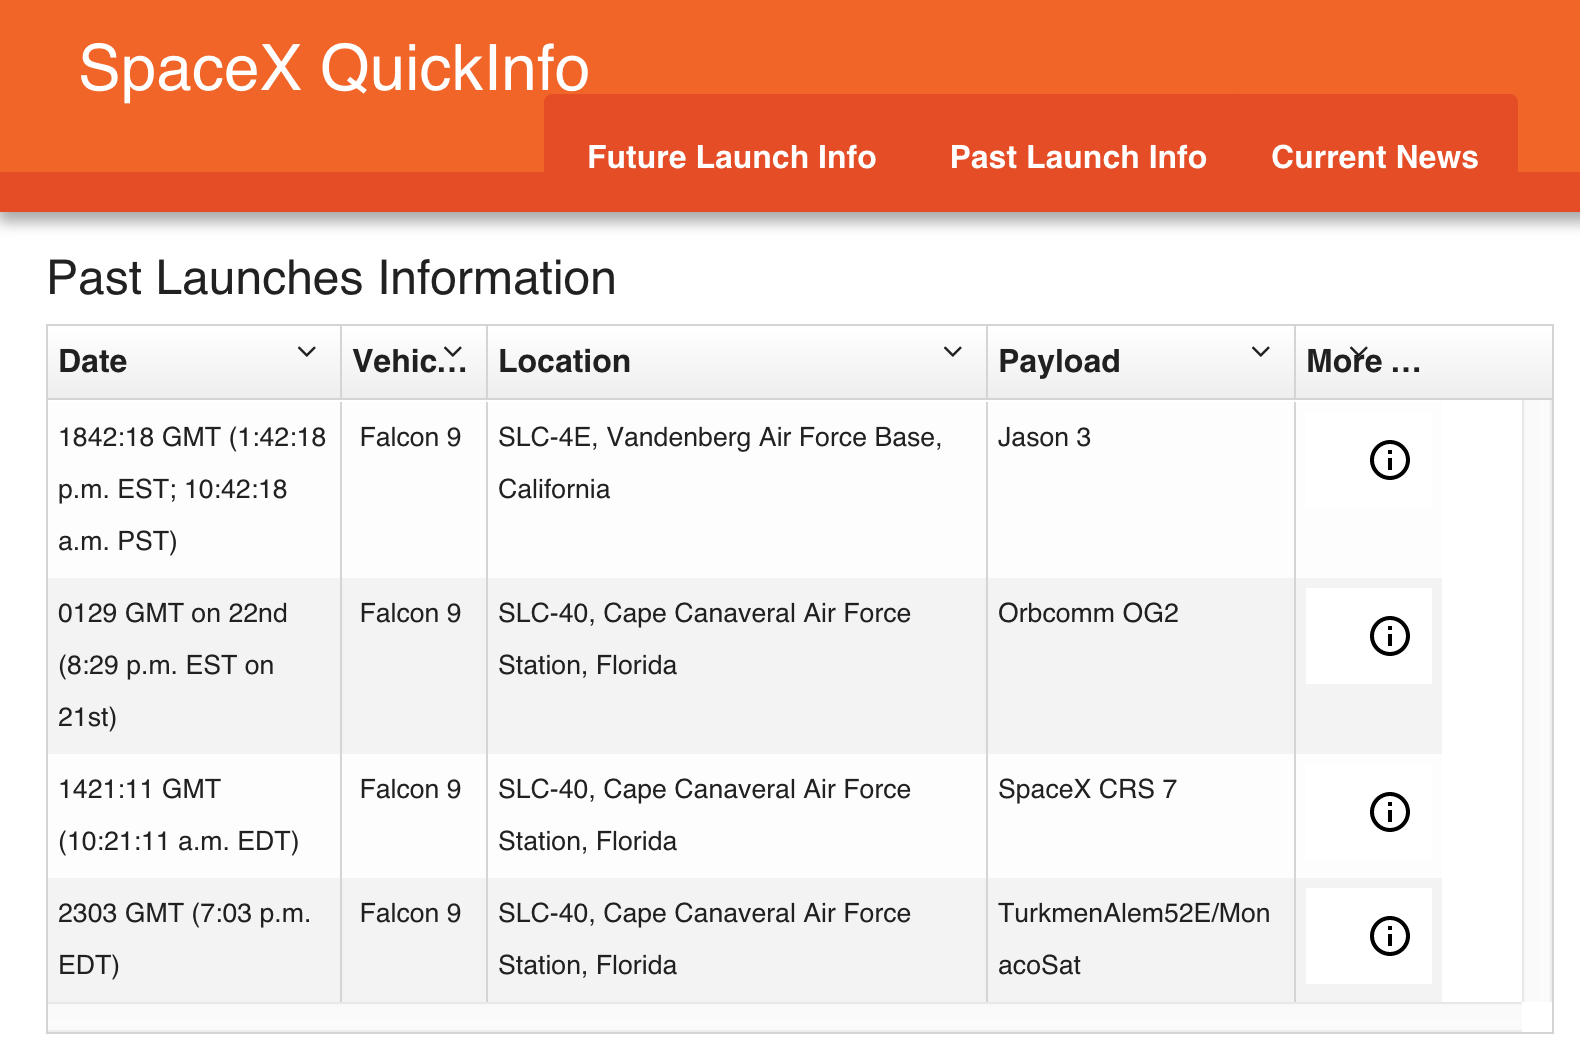 SpaceX QuickInfo
Future Launch Info Past Launch Info Current News
Past Launches Information
Date Vehic... Location Payload More ...
1842:18 GMT (1:42:18 Falcon 9 SLC-4E, Vandenberg Air Force Base, Jason 3
p.m. EST; 10:42:18 California
a.m. PST)
0129 GMT on 22nd Falcon 9 SLC-40, Cape Canaveral Air Force Orbcomm OG2
(8:29 p.m. EST on Station, Florida
21st)
1421:11 GMT Falcon 9 SLC-40, Cape Canaveral Air Force SpaceX CRS 7
(10:21:11 a.m. EDT) Station, Florida
2303 GMT (7:03 p.m. Falcon 9 SLC-40, Cape Canaveral Air Force TurkmenAlem52E/Mon
EDT) Station, Florida acoSat